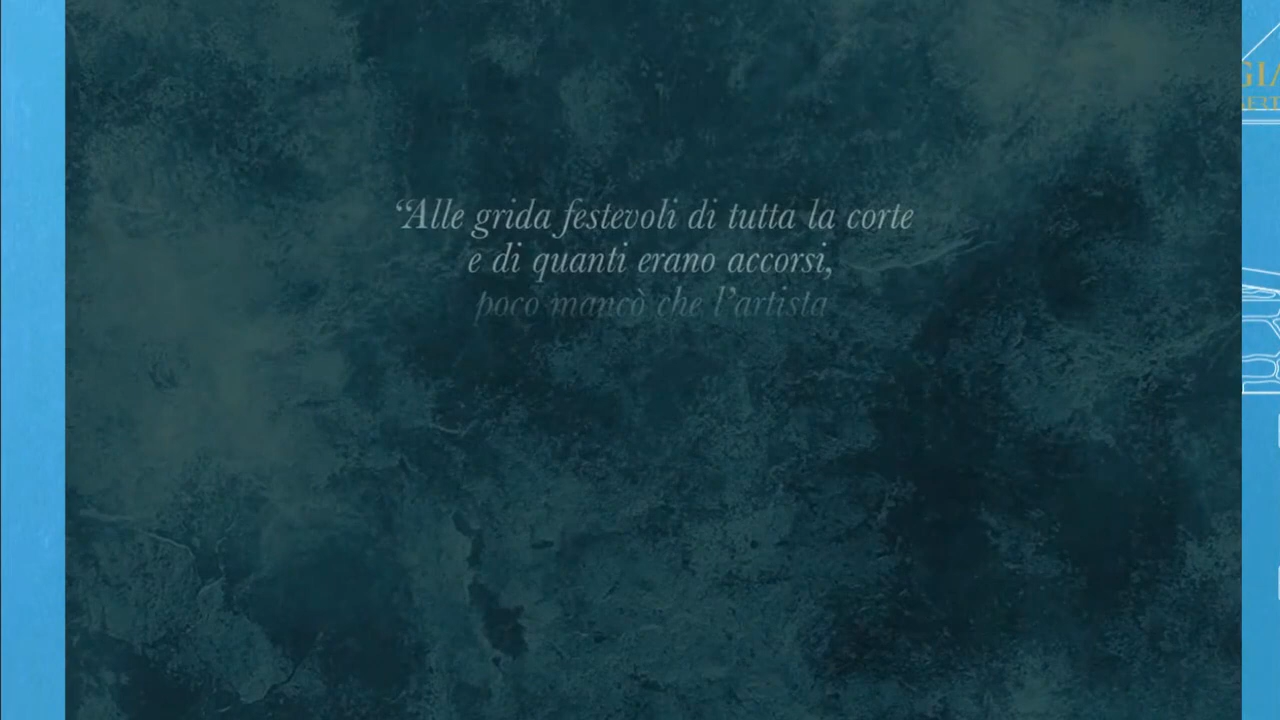 “Alle grida festevoli di tutta la corte
e di quanti erano accorsi,
poco mancò che l’artista